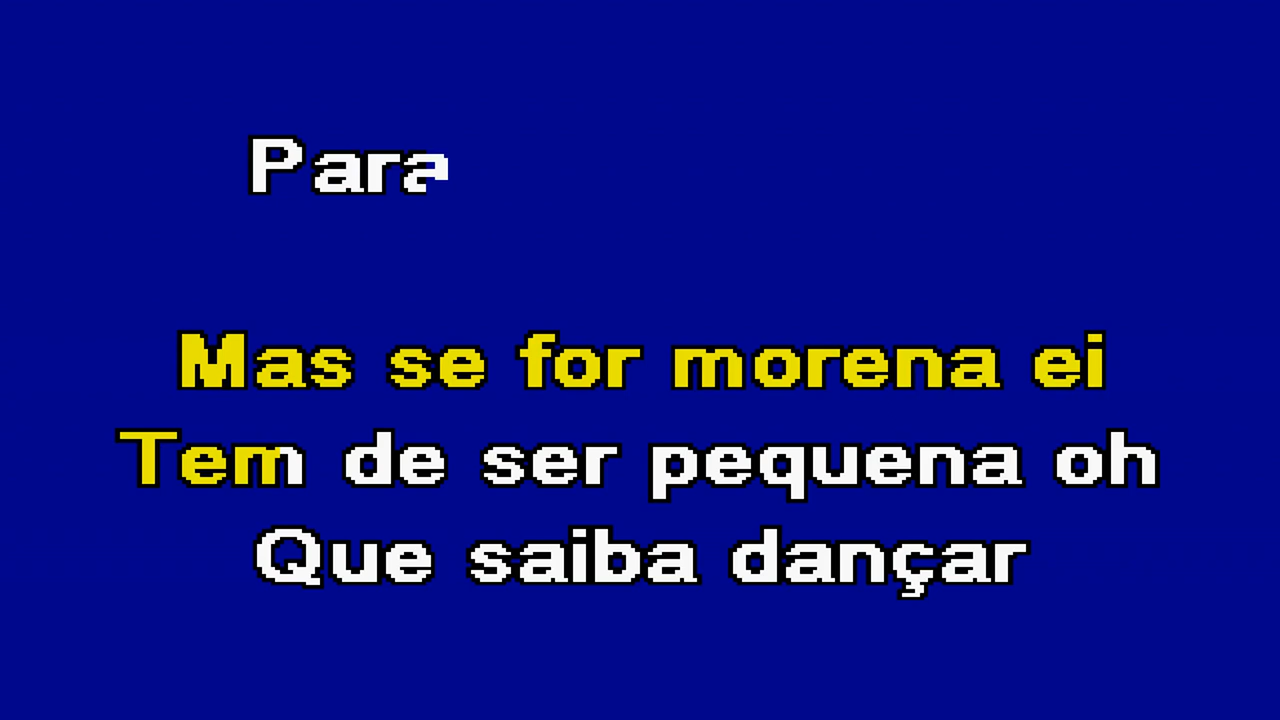 Para
Mas se for morena ei
Tem de ser pequena oh
Que saiba dançar